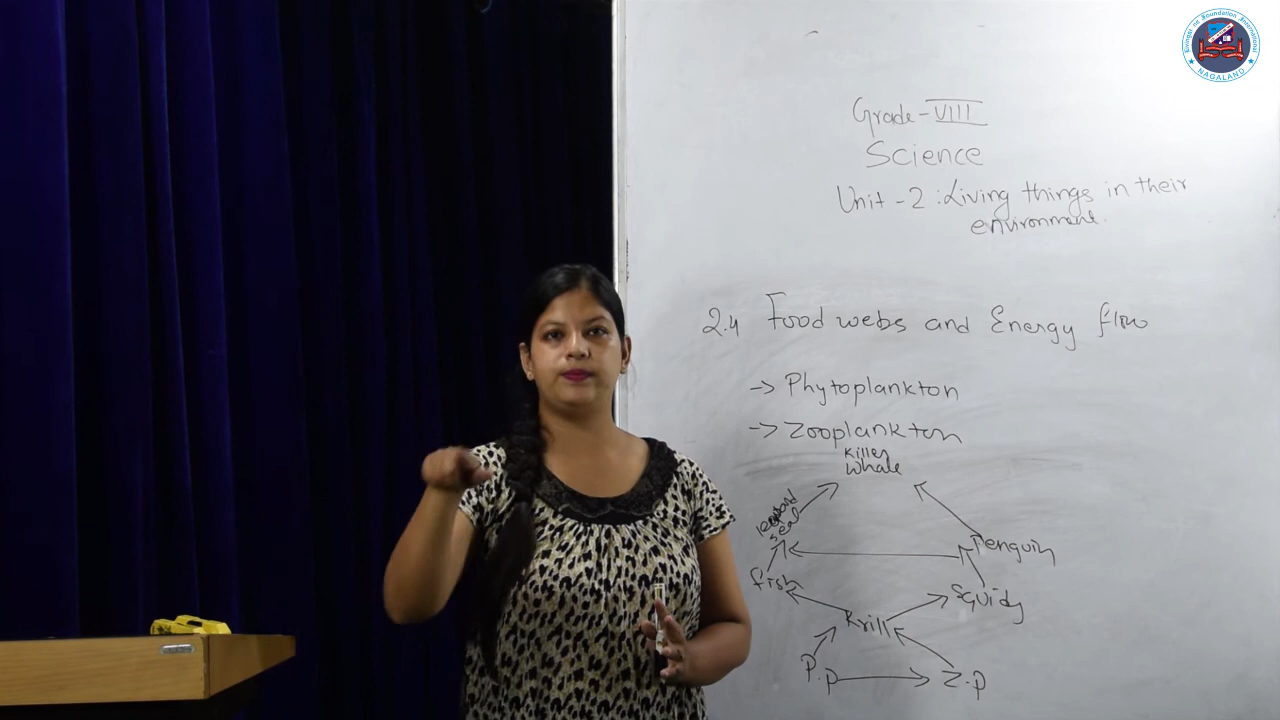 Grade - VIII
Science
Unit - 2 : Living things in their
environment.
2.4 Food webs and Energy flow
-> Phytoplankton
-> Zooplankton
Killer
Whale
leopard
seal
Penguin
fish
Squid
Krill
P.P
Z.P
NAGALAND